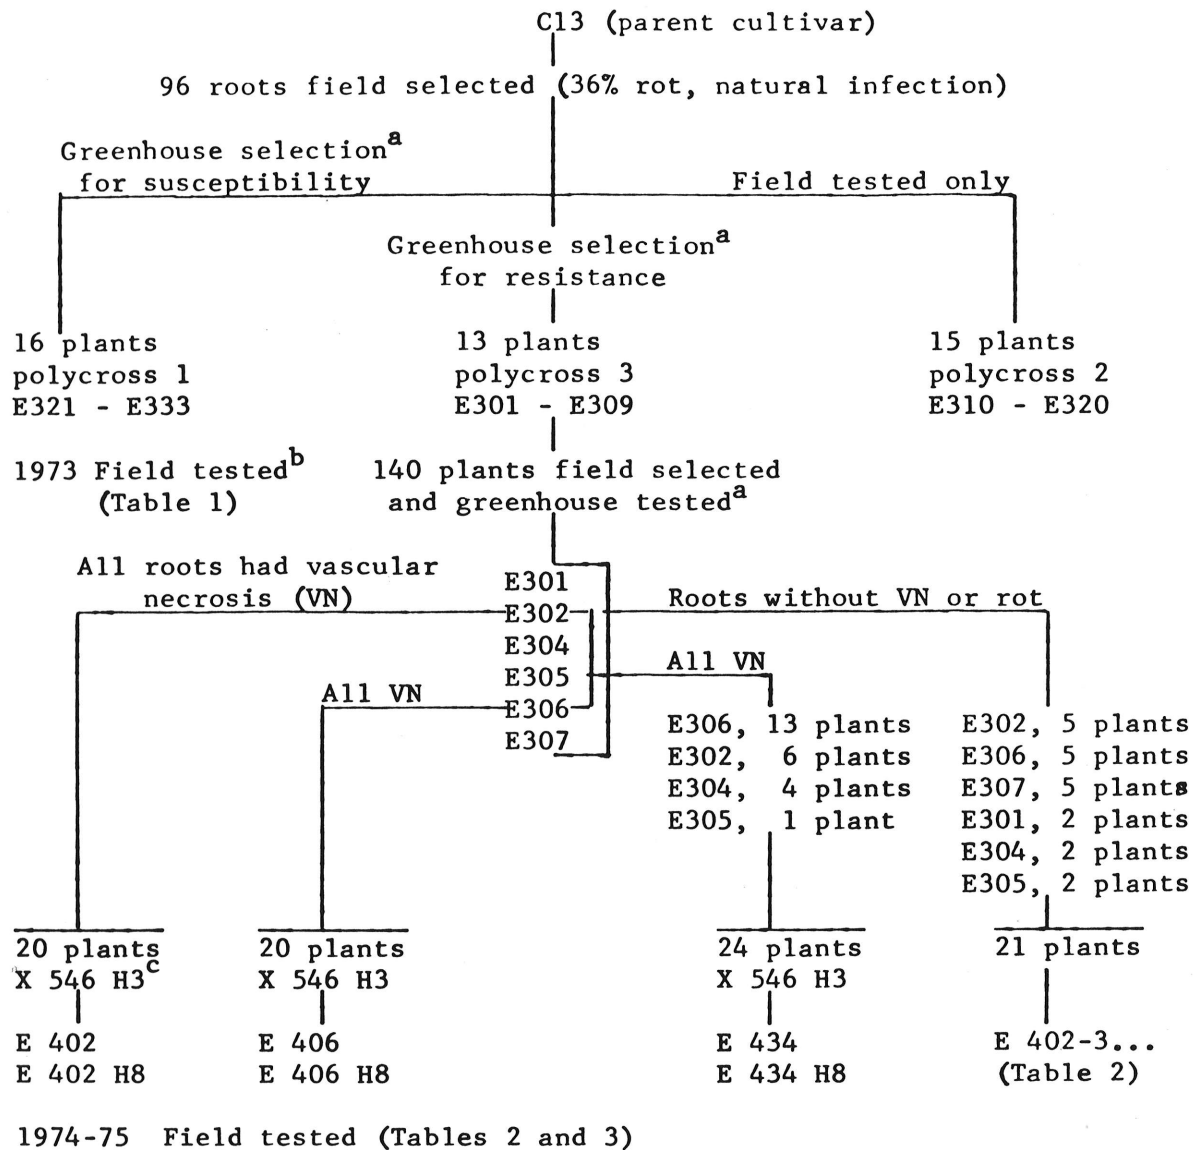 C13 (parent cultivar)
96 roots field selected (36% rot, natural infection)
Greenhouse selection^a
for susceptibility
Field tested only
Greenhouse selection^a
for resistance
16 plants
polycross 1
E321 - E333
13 plants
polycross 3
E301 - E309
15 plants
polycross 2
E310 - E320
1973 Field tested^b
(Table 1)
140 plants field selected
and greenhouse tested^a
All roots had vascular
necrosis (VN)
E301
E302
E304
E305
E306
E307
Roots without VN or rot
All VN
All VN
E306, 13 plants
E302, 6 plants
E304, 4 plants
E305, 1 plant
E302, 5 plants
E306, 5 plants
E307, 5 plants
E301, 2 plants
E304, 2 plants
E305, 2 plants
20 plants
X 546 H3^c
E 402
E 402 H8
20 plants
X 546 H3
E 406
E 406 H8
24 plants
X 546 H3
E 434
E 434 H8
21 plants
E 402-3...
(Table 2)
1974-75 Field tested (Tables 2 and 3)